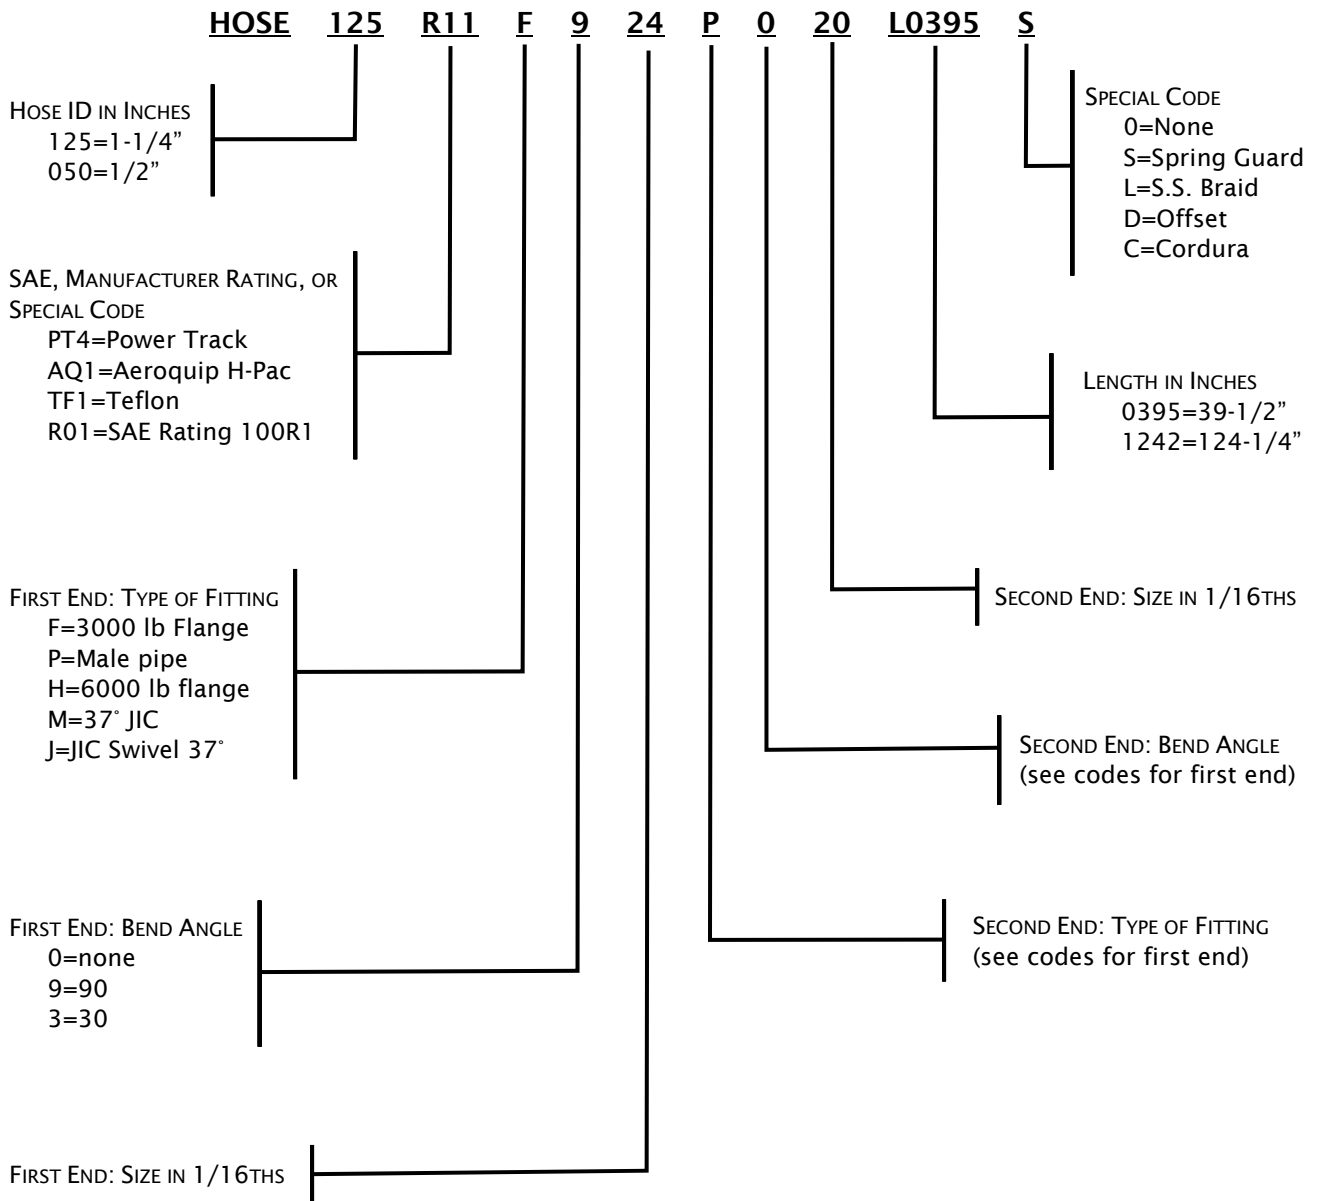 HOSE 125 R11 F 9 24 P 0 20 L0395 S
HOSE ID IN INCHES
125=1-1/4”
050=1/2”
SAE, MANUFACTURER RATING, OR
SPECIAL CODE
PT4=Power Track
AQ1=Aeroquip H-Pac
TF1=Teflon
R01=SAE Rating 100R1
FIRST END: TYPE OF FITTING
F=3000 lb Flange
P=Male pipe
H=6000 lb flange
M=37° JIC
J=JIC Swivel 37°
FIRST END: BEND ANGLE
0=none
9=90
3=30
FIRST END: SIZE IN 1/16THS
SPECIAL CODE
0=None
S=Spring Guard
L=S.S. Braid
D=Offset
C=Cordura
LENGTH IN INCHES
0395=39-1/2”
1242=124-1/4”
SECOND END: SIZE IN 1/16THS
SECOND END: BEND ANGLE
(see codes for first end)
SECOND END: TYPE OF FITTING
(see codes for first end)